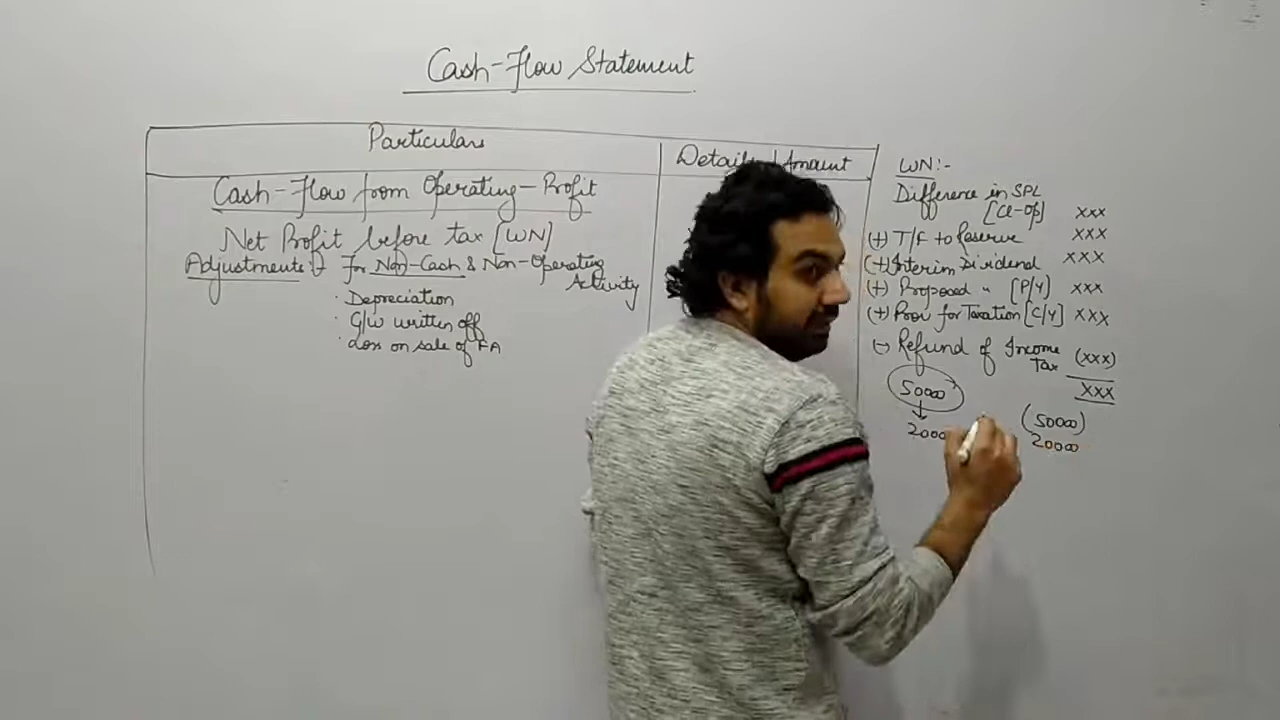 Cash-Flow Statement
Particulars
Details Amount
Cash-Flow from Operating-Profit
Net Profit before tax [WN]
Adjustments:- for Non-Cash & Non-Operating
Activity
· Depreciation
· G/W written off
· Loss on sale of FA
WN:-
Difference in SPL
[Cl-Op] xxx
(+) T/f to Reserve xxx
(+) Interim Dividend xxx
(+) Proposed " [P/Y] xxx
(+) Prov for Taxation [C/Y] xxx
(-) Refund of Income
Tax (xxx)
xxx
50000
2000
(50000)
20000